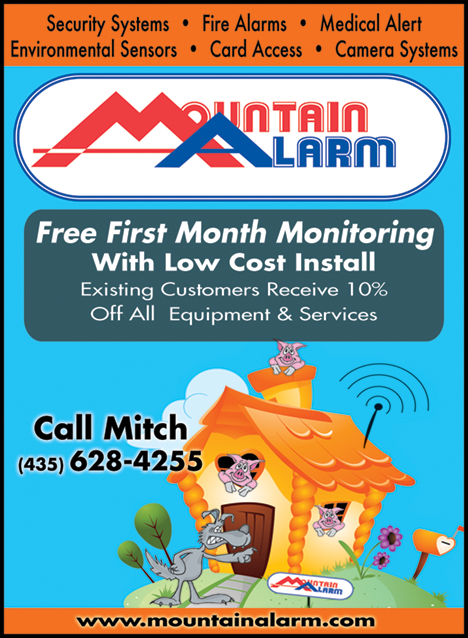 Security Systems • Fire Alarms • Medical Alert
Environmental Sensors • Card Access • Camera Systems
MOUNTAIN
ALARM
Free First Month Monitoring
With Low Cost Install
Existing Customers Receive 10%
Off All Equipment & Services
Call Mitch
(435) 628-4255
MOUNTAIN
ALARM
www.mountainalarm.com